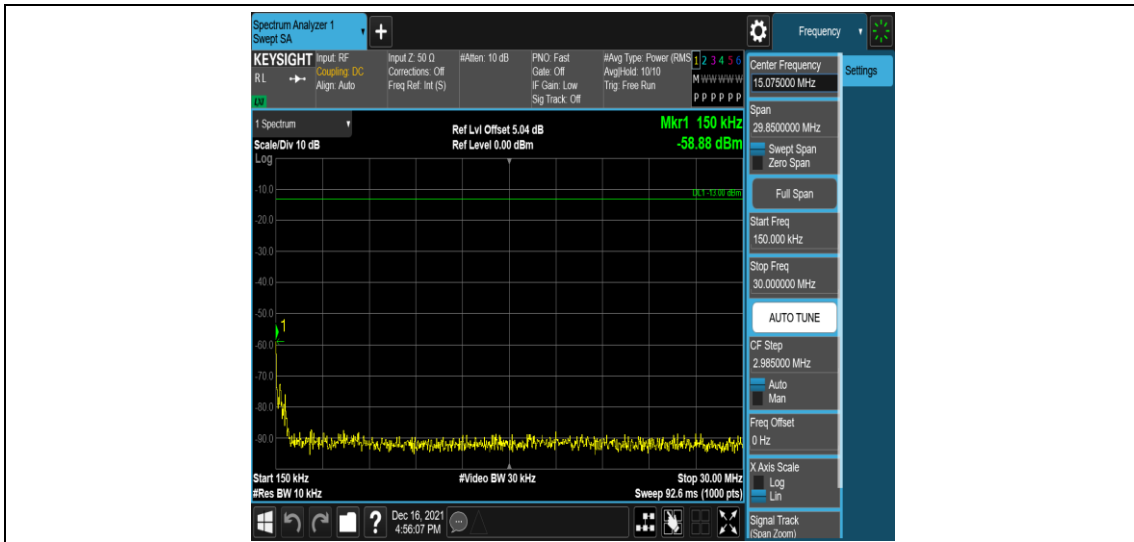 Spectrum Analyzer 1
Swept SA
+
Frequency
KEYSIGHT
RL
LXI
Input: RF
Coupling: DC
Align: Auto
Input Z: 50 Ω
Corrections: Off
Freq Ref: Int (S)
#Atten: 10 dB
PNO: Fast
Gate: Off
IF Gain: Low
Sig Track: Off
#Avg Type: Power (RMS
Avg|Hold: 10/10
Trig: Free Run
1 2 3 4 5 6
M W W W W W
P P P P P P
Center Frequency
15.075000 MHz
Settings
1 Spectrum
Scale/Div 10 dB
Log
Ref Lvl Offset 5.04 dB
Ref Level 0.00 dBm
Mkr1 150 kHz
-58.88 dBm
Span
29.8500000 MHz
Swept Span
Zero Span
Full Span
DL1 -13.00 dBm
-10.0
-20.0
-30.0
-40.0
-50.0
-60.0
-70.0
-80.0
-90.0
1
Start Freq
150.000 kHz
Stop Freq
30.000000 MHz
AUTO TUNE
CF Step
2.985000 MHz
Auto
Man
Freq Offset
0 Hz
X Axis Scale
Log
Lin
Signal Track
(Span Zoom)
Start 150 kHz
#Video BW 30 kHz
Stop 30.00 MHz
#Res BW 10 kHz
Sweep 92.6 ms (1000 pts)
?
Dec 16, 2021
4:56:07 PM